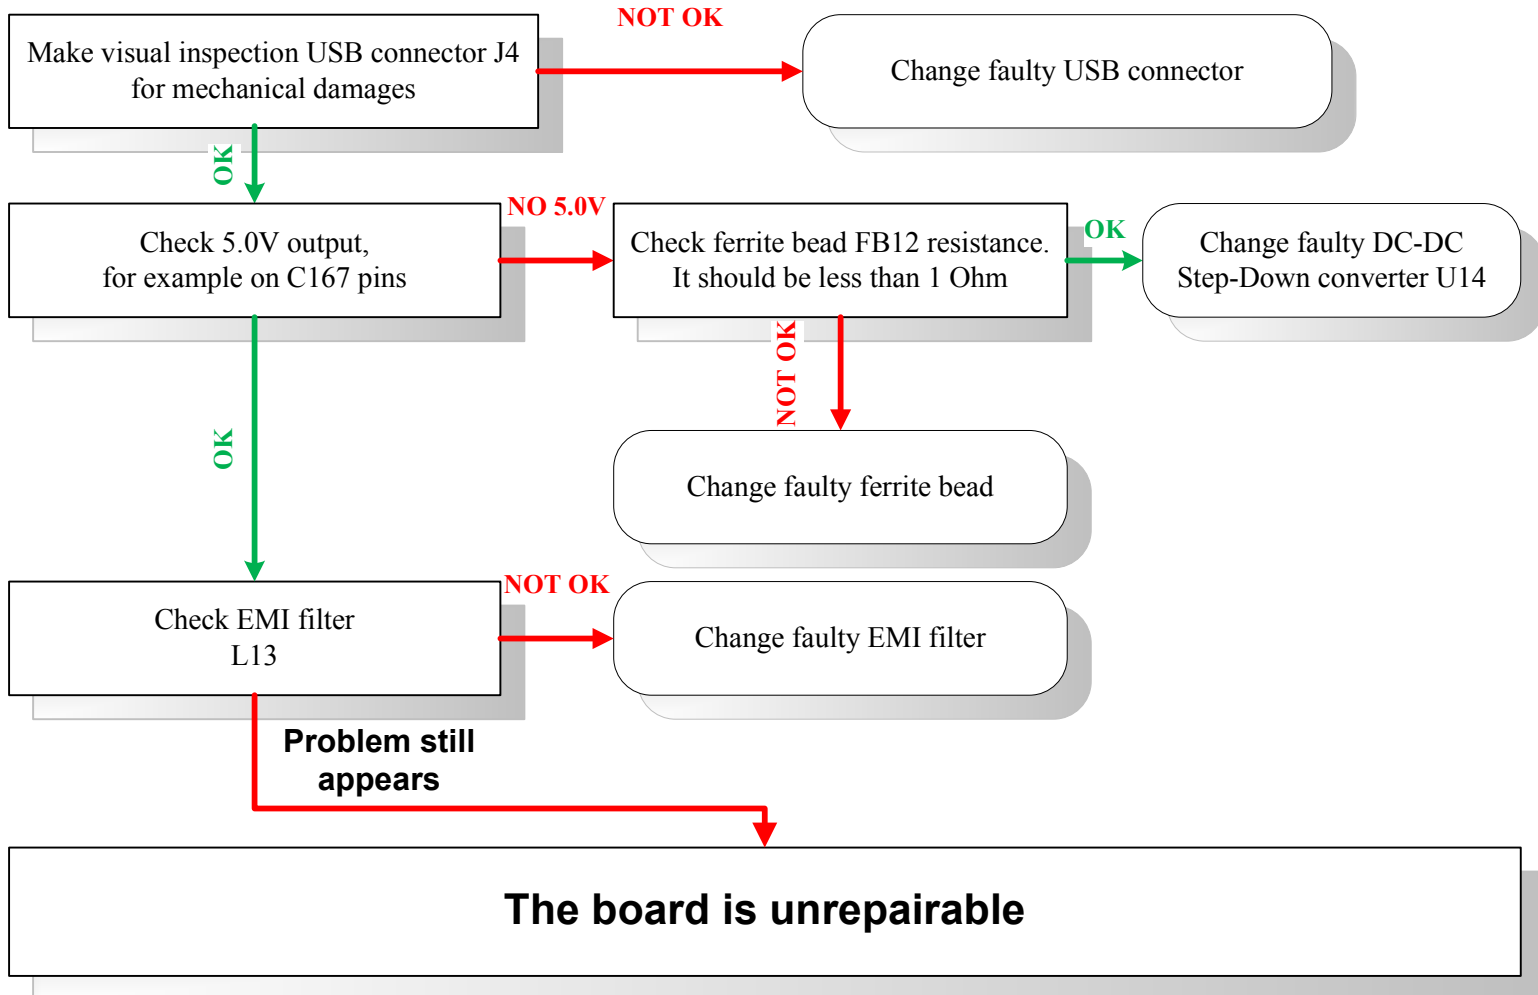 NOT OK
Make visual inspection USB connector J4
for mechanical damages
Change faulty USB connector
OK
NO 5.0V
Check 5.0V output,
for example on C167 pins
Check ferrite bead FB12 resistance.
It should be less than 1 Ohm
OK
Change faulty DC-DC
Step-Down converter U14
NOT OK
OK
Change faulty ferrite bead
NOT OK
Check EMI filter
L13
Change faulty EMI filter
Problem still
appears
The board is unrepairable